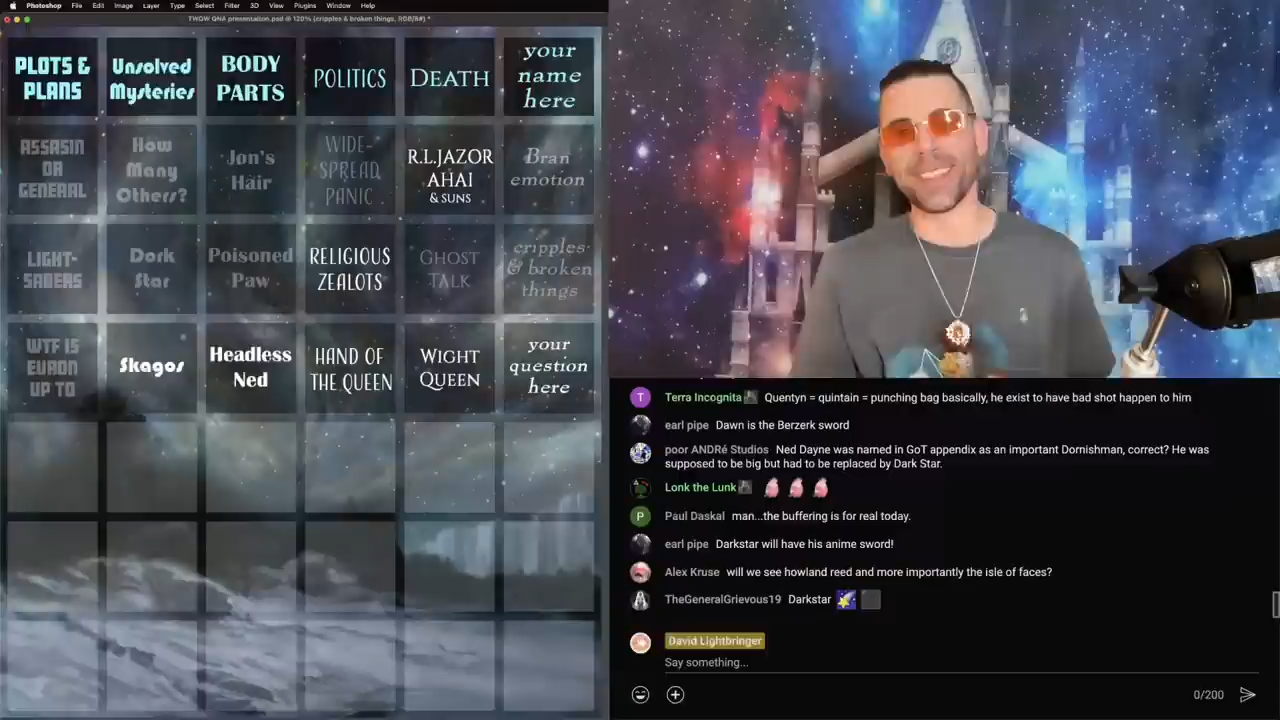 Photoshop File Edit Image Layer Type Select Filter 3D View Plugins Window Help
TWOW QNA presentation.psd @ 120% (cripples & broken things, RGB/8#) *
PLOTS &
PLANS
Unsolved
Mysteries
BODY
PARTS
POLITICS
DEATH
your
name
here
ASSASIN
OR
GENERAL
How
Many
Others?
Jon's
Hair
WIDE-
SPREAD
PANIC
R.L.JAZOR
AHAI
& SUNS
Bran
emotion
LIGHT-
SABERS
Dork
Star
Poisoned
Paw
RELIGIOUS
ZEALOTS
GHOST
TALK
cripples
& broken
things
WTF IS
EURON
UP TO
Skagos
Headless
Ned
HAND OF
THE QUEEN
WIGHT
QUEEN
your
question
here
T Terra Incognita Quentyn = quintain = punching bag basically, he exist to have bad shot happen to him
earl pipe Dawn is the Berzerk sword
poor ANDRé Studios Ned Dayne was named in GoT appendix as an important Dornishman, correct? He was
supposed to be big but had to be replaced by Dark Star.
Lonk the Lunk
P Paul Daskal man...the buffering is for real today.
earl pipe Darkstar will have his anime sword!
Alex Kruse will we see howland reed and more importantly the isle of faces?
TheGeneralGrievous19 Darkstar
David Lightbringer
Say something...
0/200